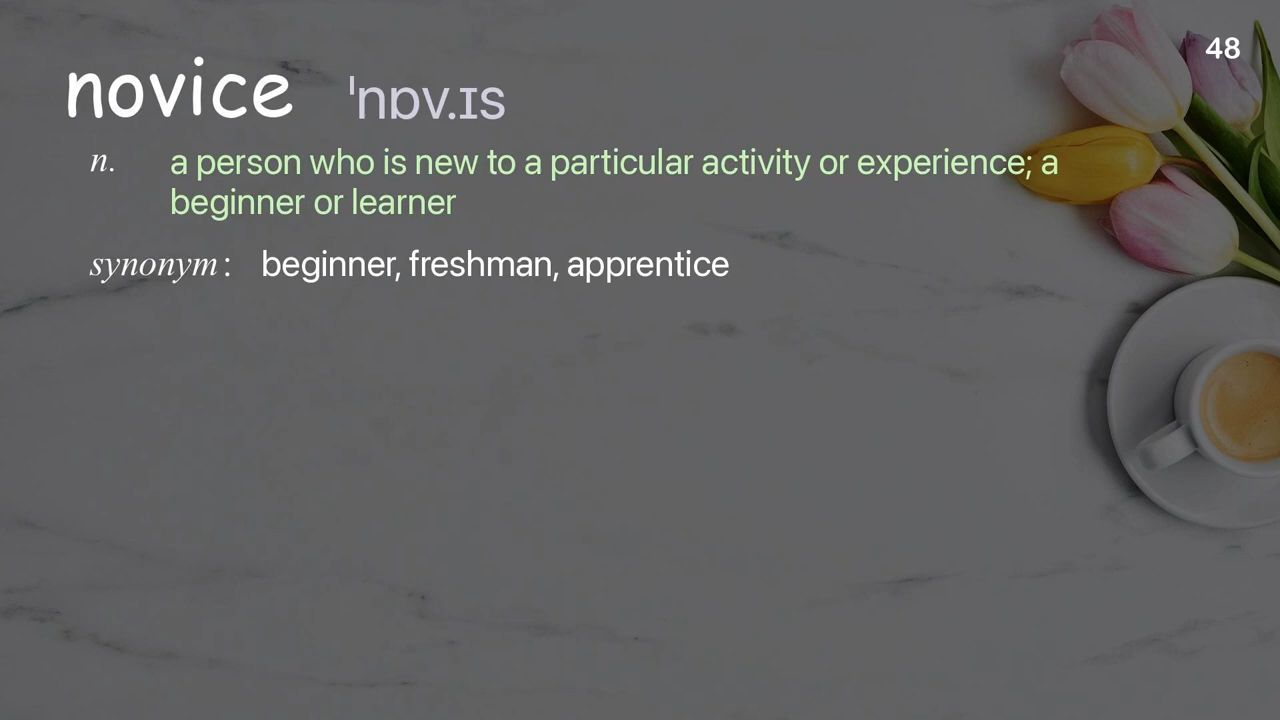 48
novice ˈnɒv.ɪs
n. a person who is new to a particular activity or experience; a
beginner or learner
synonym : beginner, freshman, apprentice